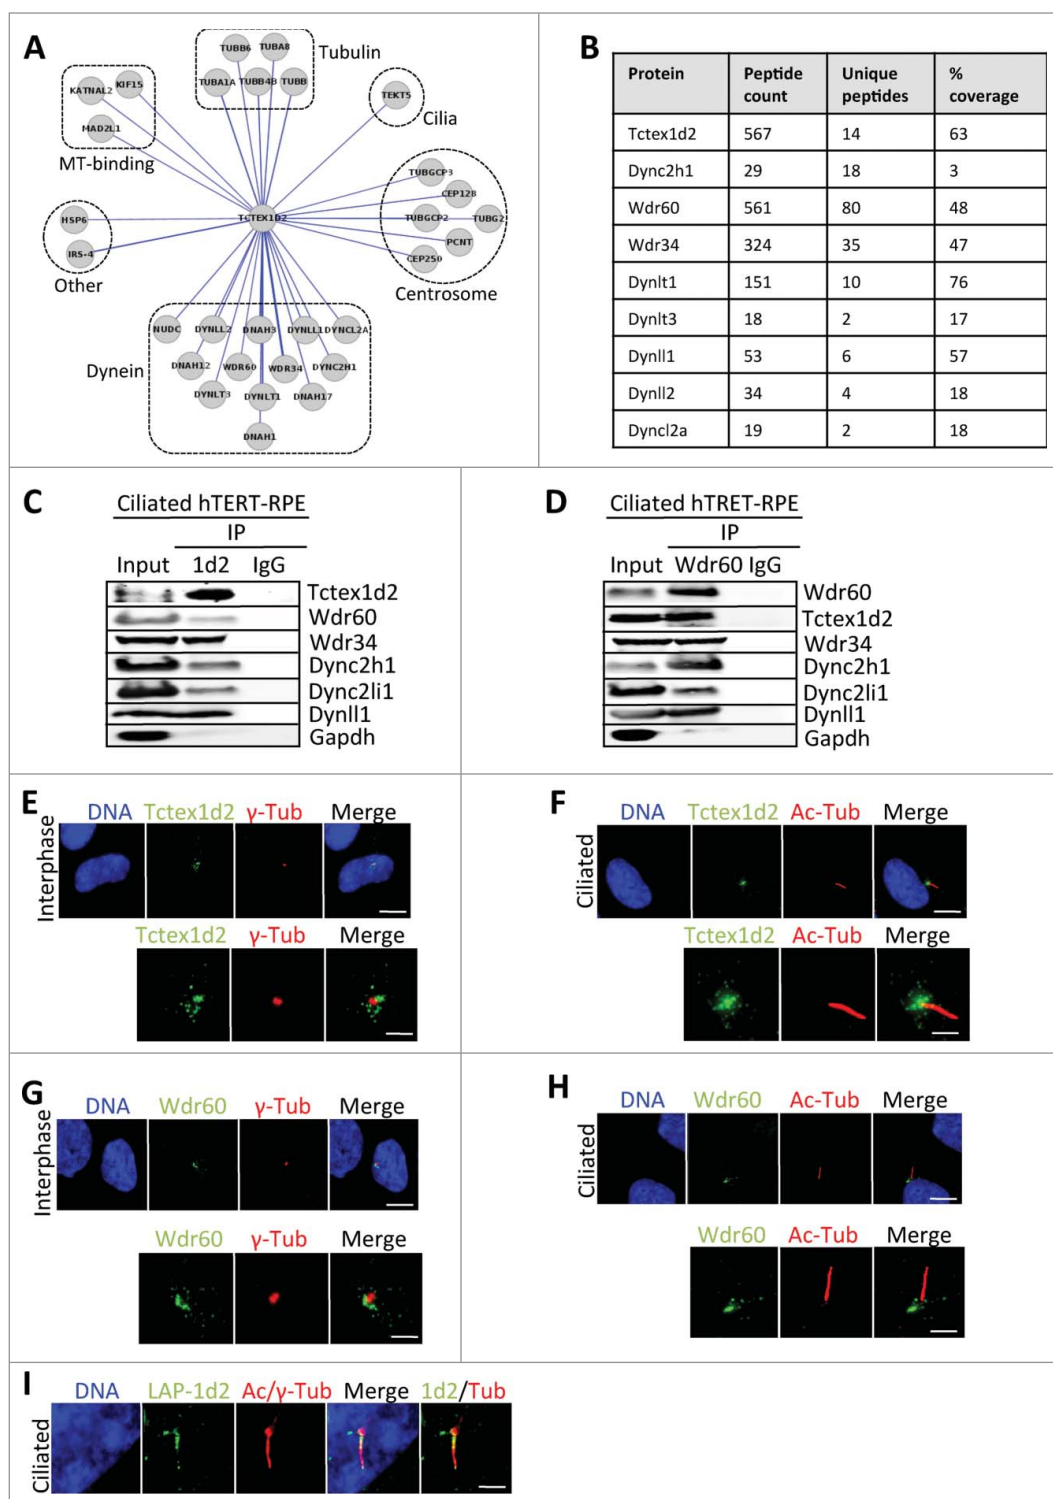 A
TUBB6 TUBA8 Tubulin
TUBA1A TUBB4B TUBB
KATNAL2 KIF15
MAD2L1
MT-binding
TEKT5
Cilia
TUBGCP3
CEP128
TUBGCP2 TUBG2
PCNT
CEP250
Centrosome
TCTEX1D2
HSP6
IRS-4
Other
Dynein
NUDC DYNLL2 DNAH3 DYNLL1 DYNCL2A
DNAH12 WDR60 WDR34 DYNC2H1
DYNLT3 DYNLT1 DNAH17
DNAH1
B
Protein Peptide count Unique peptides % coverage
Tctex1d2 567 14 63
Dync2h1 29 18 3
Wdr60 561 80 48
Wdr34 324 35 47
Dynlt1 151 10 76
Dynlt3 18 2 17
Dynll1 53 6 57
Dynll2 34 4 18
Dyncl2a 19 2 18
C
Ciliated hTERT-RPE
IP
Input 1d2 IgG
Tctex1d2
Wdr60
Wdr34
Dync2h1
Dync2li1
Dynll1
Gapdh
D
Ciliated hTRET-RPE
IP
Input Wdr60 IgG
Wdr60
Tctex1d2
Wdr34
Dync2h1
Dync2li1
Dynll1
Gapdh
E
DNA Tctex1d2 γ-Tub Merge
Interphase
Tctex1d2 γ-Tub Merge
F
DNA Tctex1d2 Ac-Tub Merge
Ciliated
Tctex1d2 Ac-Tub Merge
G
DNA Wdr60 γ-Tub Merge
Interphase
Wdr60 γ-Tub Merge
H
DNA Wdr60 Ac-Tub Merge
Ciliated
Wdr60 Ac-Tub Merge
I
DNA LAP-1d2 Ac/γ-Tub Merge 1d2/Tub
Ciliated